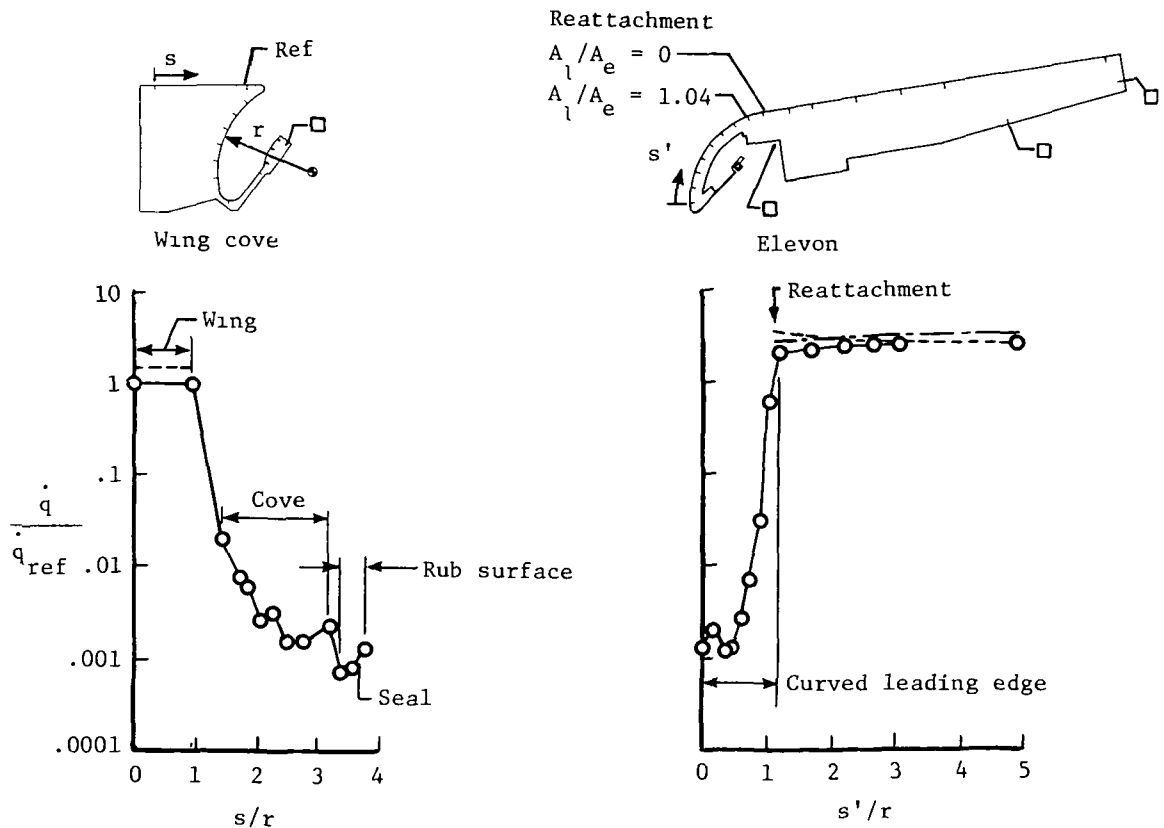 Reattachment
A_l/A_e = 0
A_l/A_e = 1.04
s
Ref
r
s'
Wing cove
Elevon
10
1
.1
.01
.001
.0001
q̇
q̇_ref
Wing
Cove
Rub surface
Seal
0 1 2 3 4
s/r
Reattachment
Curved leading edge
0 1 2 3 4 5
s'/r